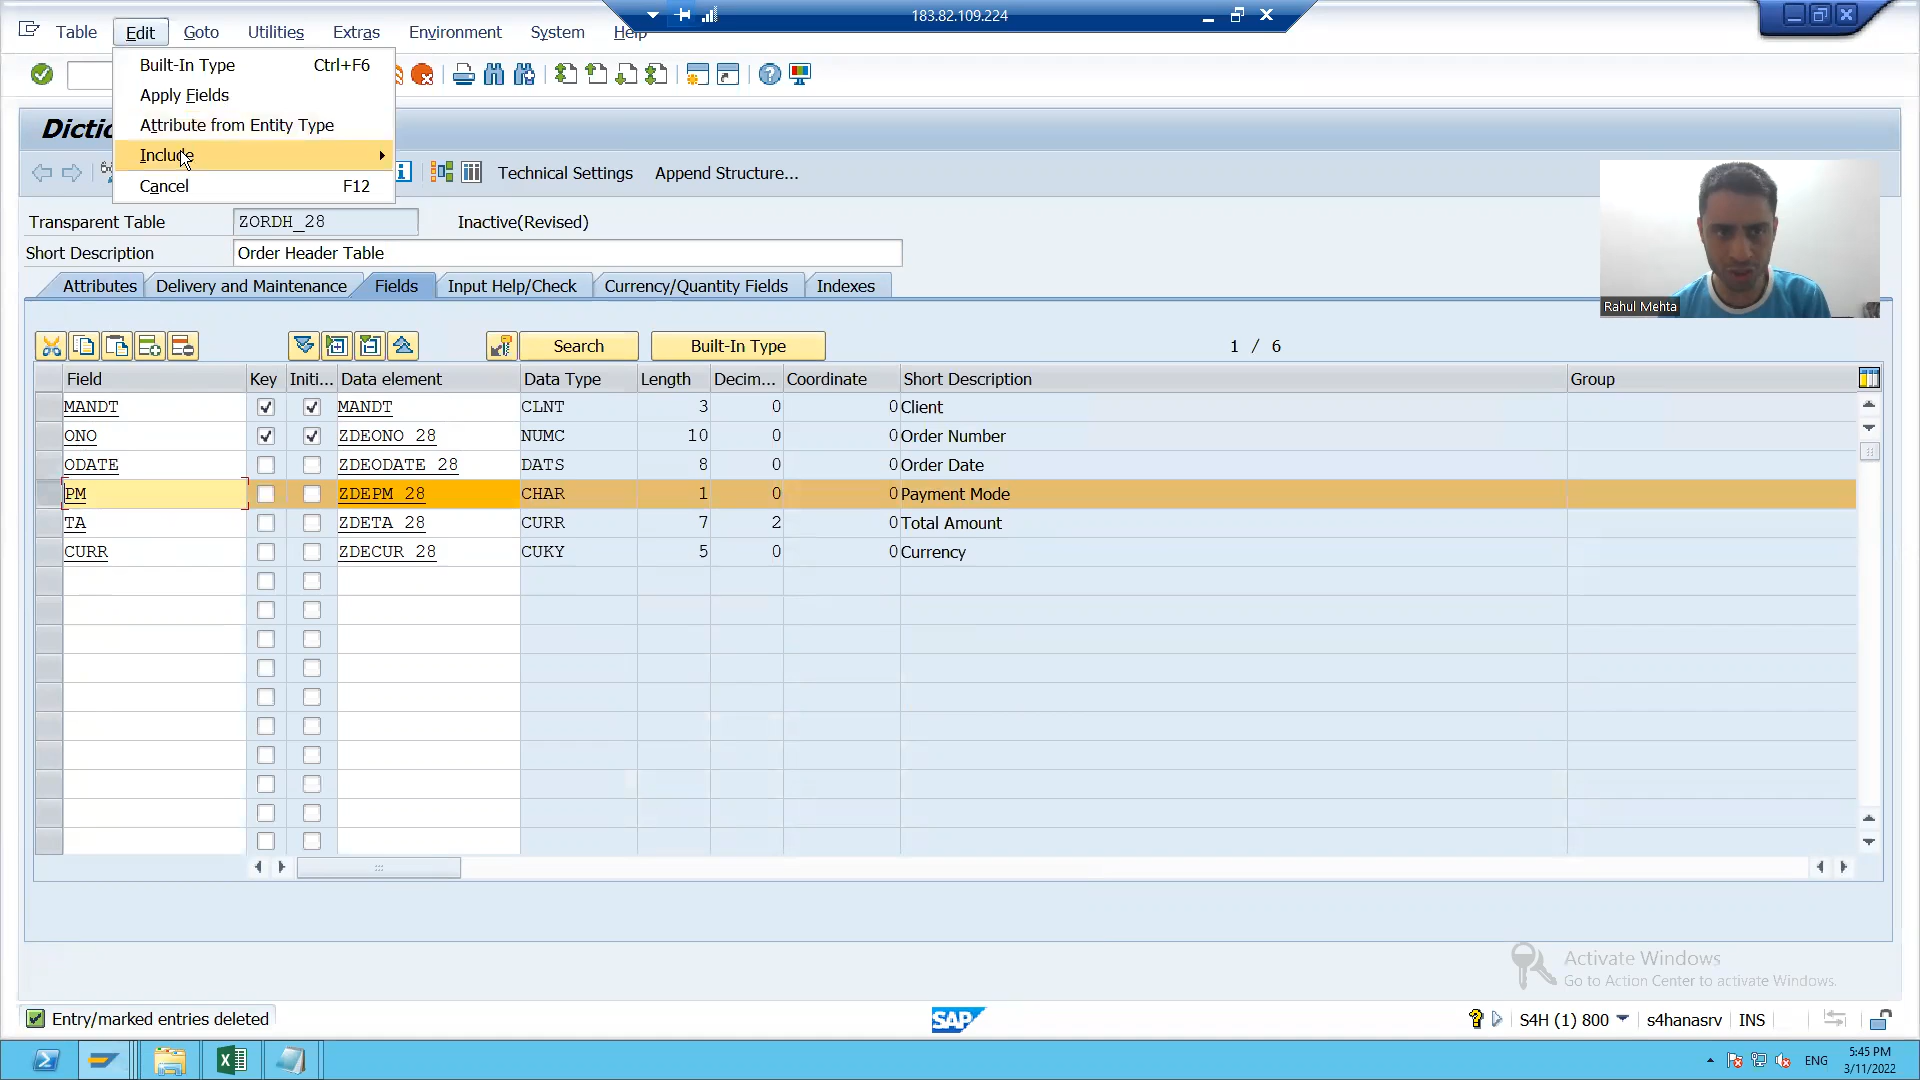 183.82.109.224
Table Edit Goto Utilities Extras Environment System Help
Built-In Type Ctrl+F6
Apply Fields
Attribute from Entity Type
Include
Cancel F12
Technical Settings Append Structure...
Transparent Table ZORDH_28 Inactive(Revised)
Short Description Order Header Table
Rahul Mehta
Attributes Delivery and Maintenance Fields Input Help/Check Currency/Quantity Fields Indexes
Search Built-In Type 1 / 6
Field Key Initi... Data element Data Type Length Decim... Coordinate Short Description Group
MANDT MANDT CLNT 3 0 0 Client
ONO ZDEONO_28 NUMC 10 0 0 Order Number
ODATE ZDEODATE_28 DATS 8 0 0 Order Date
PM ZDEPM_28 CHAR 1 0 0 Payment Mode
TA ZDETA_28 CURR 7 2 0 Total Amount
CURR ZDECUR_28 CUKY 5 0 0 Currency
Activate Windows
Go to Action Center to activate Windows.
Entry/marked entries deleted SAP S4H (1) 800 s4hanasrv INS
ENG 5:45 PM
3/11/2022